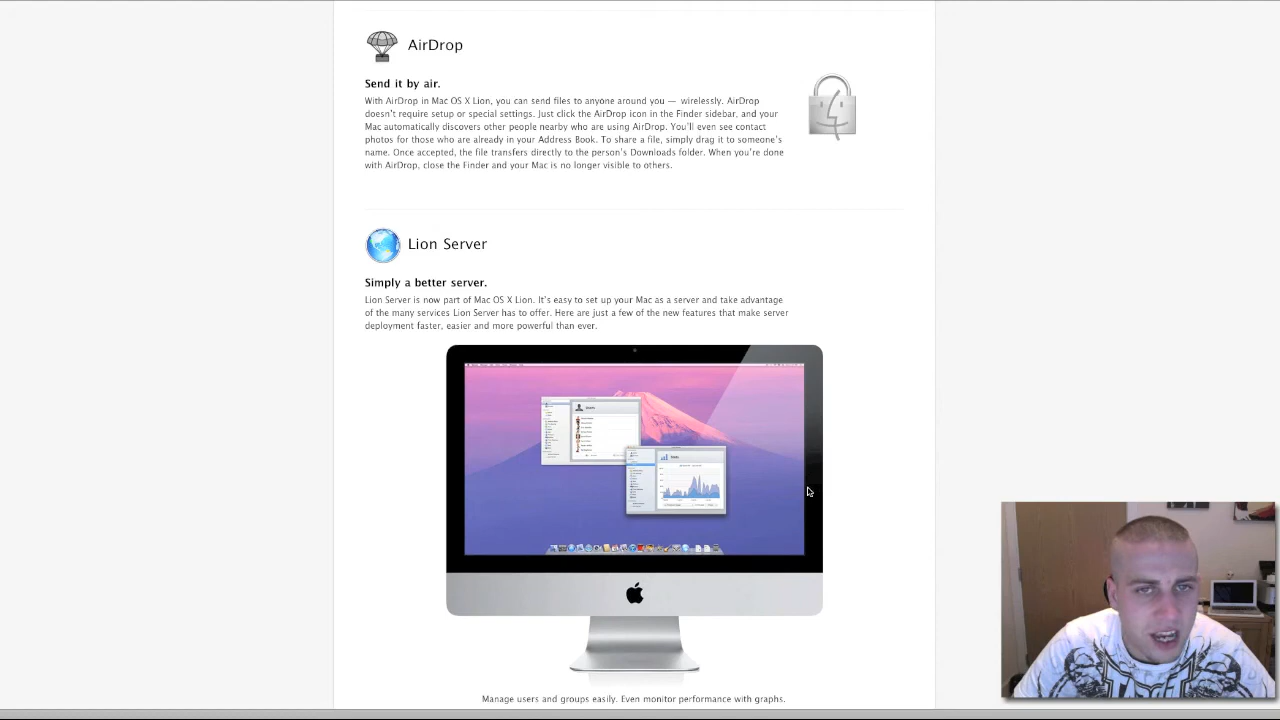 AirDrop
Send it by air.
With AirDrop in Mac OS X Lion, you can send files to anyone around you — wirelessly. AirDrop
doesn't require setup or special settings. Just click the AirDrop icon in the Finder sidebar, and your
Mac automatically discovers other people nearby who are using AirDrop. You'll even see contact
photos for those who are already in your Address Book. To share a file, simply drag it to someone's
name. Once accepted, the file transfers directly to the person's Downloads folder. When you're done
with AirDrop, close the Finder and your Mac is no longer visible to others.
Lion Server
Simply a better server.
Lion Server is now part of Mac OS X Lion. It's easy to set up your Mac as a server and take advantage
of the many services Lion Server has to offer. Here are just a few of the new features that make server
deployment faster, easier and more powerful than ever.
Manage users and groups easily. Even monitor performance with graphs.